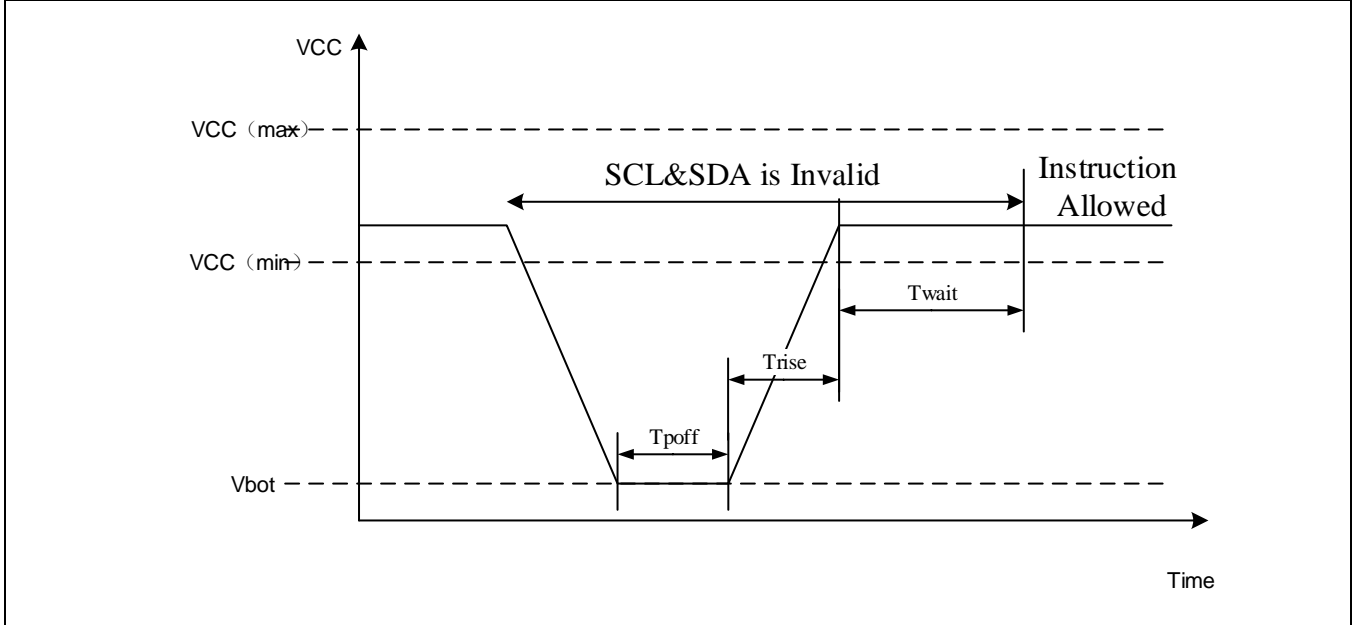 VCC
VCC（max）
SCL&SDA is Invalid
Instruction
Allowed
VCC（min）
Twait
Trise
Tpoff
Vbot
Time